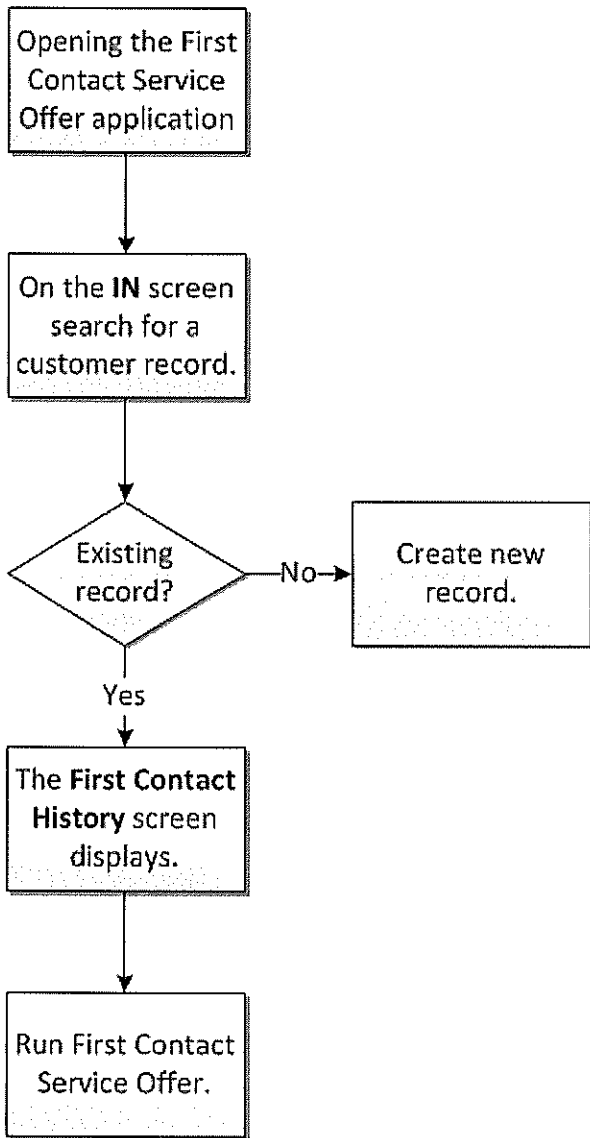 Opening the First
Contact Service
Offer application
On the IN screen
search for a
customer record.
Existing
record?
No
Create new
record.
Yes
The First Contact
History screen
displays.
Run First Contact
Service Offer.